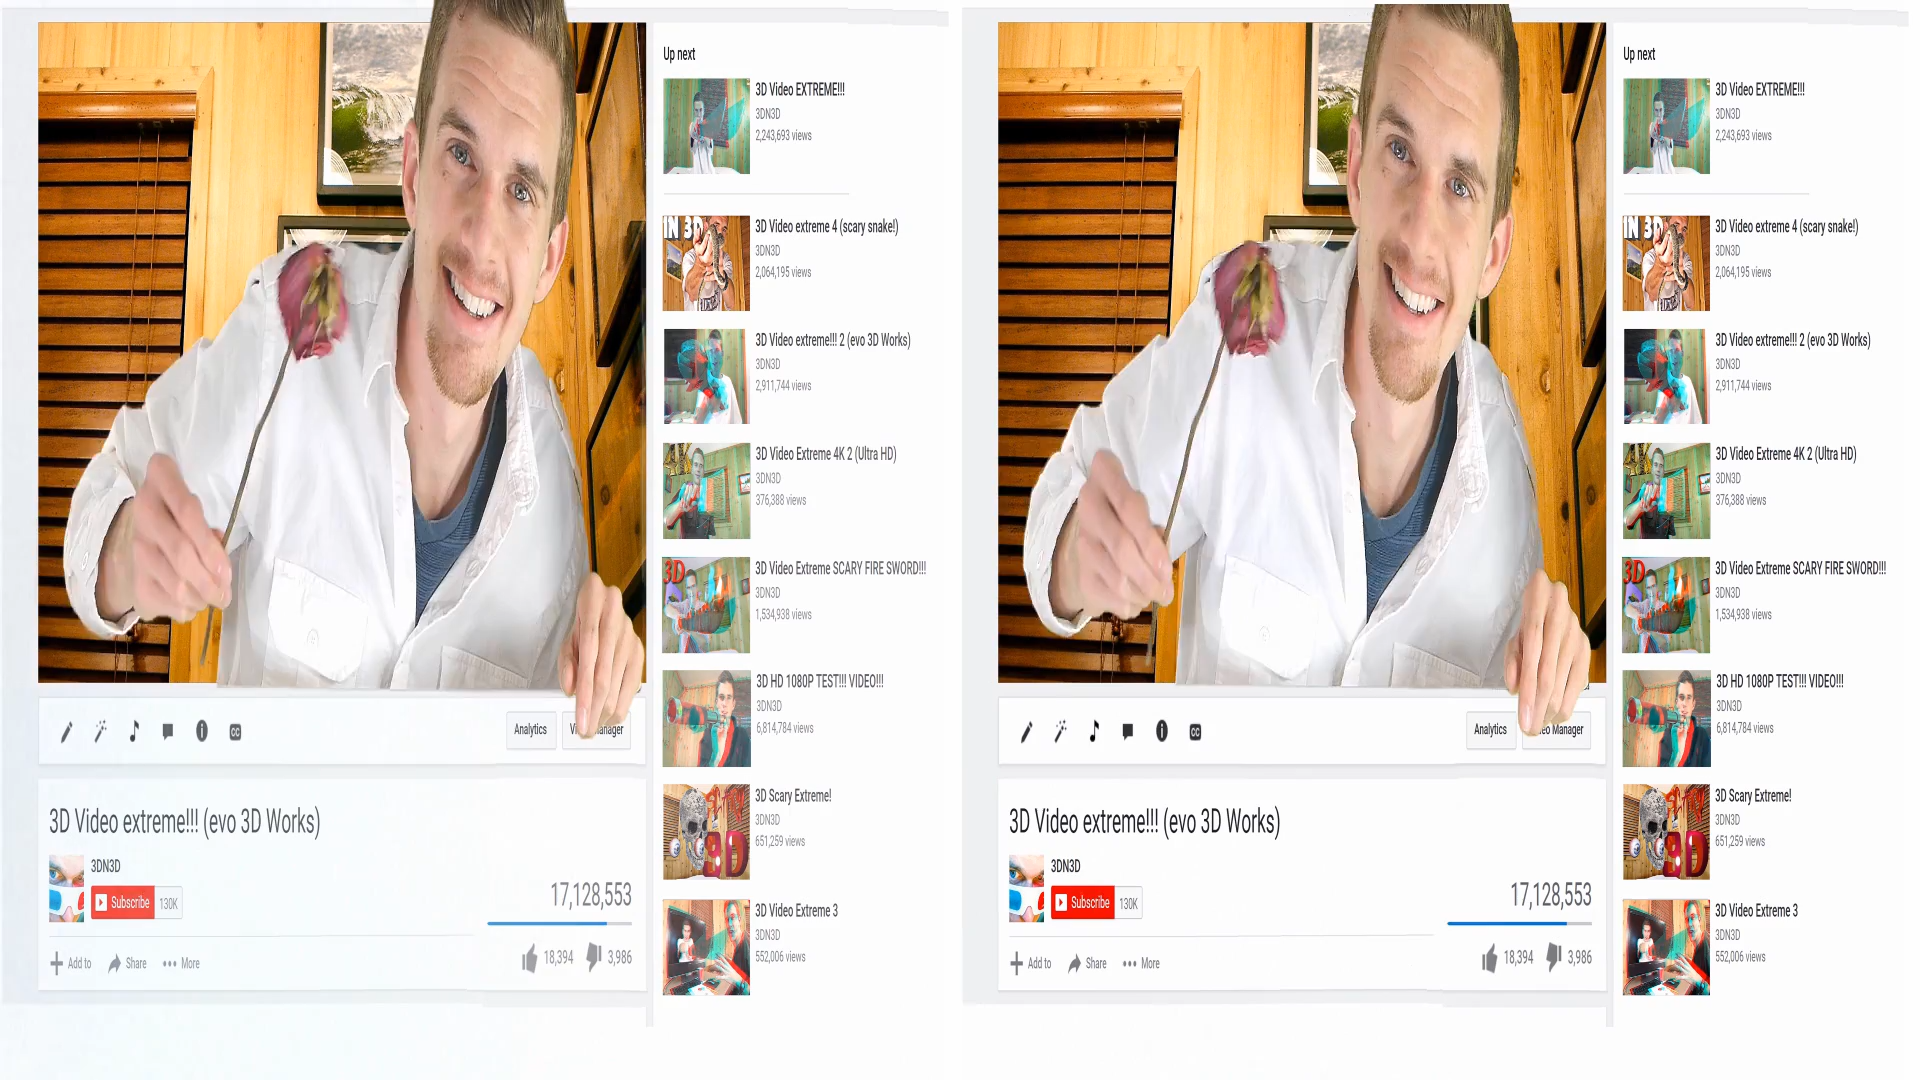 Up next
3D Video EXTREME!!!
3DN3D
2,243,693 views
IN 3D
3D Video extreme 4 (scary snake!)
3DN3D
2,064,195 views
3D Video extreme!!! 2 (evo 3D Works)
3DN3D
2,911,744 views
3D Video Extreme 4K 2 (Ultra HD)
3DN3D
376,388 views
3D
3D Video Extreme SCARY FIRE SWORD!!!
3DN3D
1,534,938 views
3D HD 1080P TEST!!! VIDEO!!!
3DN3D
6,814,784 views
3D
3D Scary Extreme!
3DN3D
651,259 views
3D Video Extreme 3
3DN3D
552,006 views
CC
Analytics
Manager
3D Video extreme!!! (evo 3D Works)
3DN3D
Subscribe 130K
17,128,553
Add to Share More
18,394 3,986
Up next
3D Video EXTREME!!!
3DN3D
2,243,693 views
IN 3D
3D Video extreme 4 (scary snake!)
3DN3D
2,064,195 views
3D Video extreme!!! 2 (evo 3D Works)
3DN3D
2,911,744 views
3D Video Extreme 4K 2 (Ultra HD)
3DN3D
376,388 views
3D
3D Video Extreme SCARY FIRE SWORD!!!
3DN3D
1,534,938 views
3D HD 1080P TEST!!! VIDEO!!!
3DN3D
6,814,784 views
3D
3D Scary Extreme!
3DN3D
651,259 views
3D Video Extreme 3
3DN3D
552,006 views
CC
Analytics
Manager
3D Video extreme!!! (evo 3D Works)
3DN3D
Subscribe 130K
17,128,553
Add to Share More
18,394 3,986